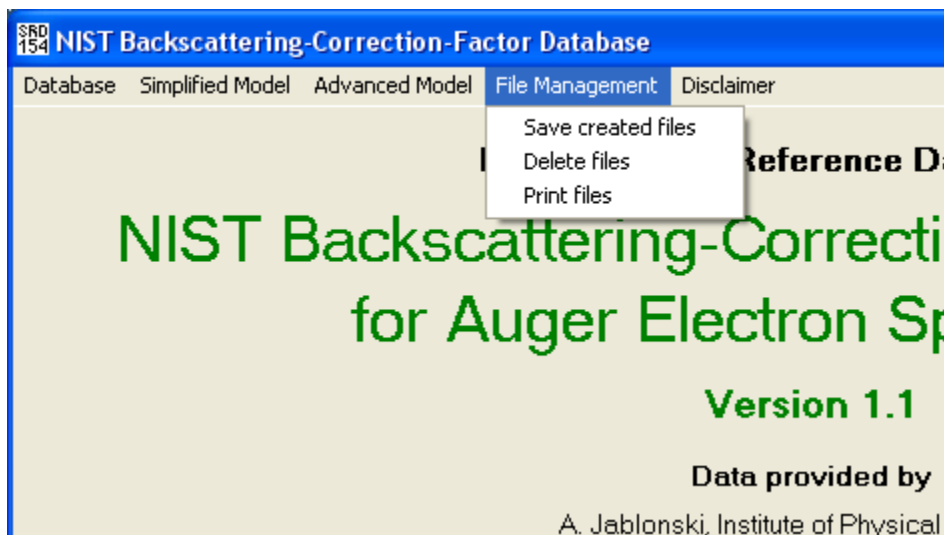 SRD 154 NIST Backscattering-Correction-Factor Database
Database Simplified Model Advanced Model File Management Disclaimer
Save created files
Delete files
Print files
Reference Da
NIST Backscattering-Correcti
for Auger Electron Sp
Version 1.1
Data provided by
A. Jablonski, Institute of Physical